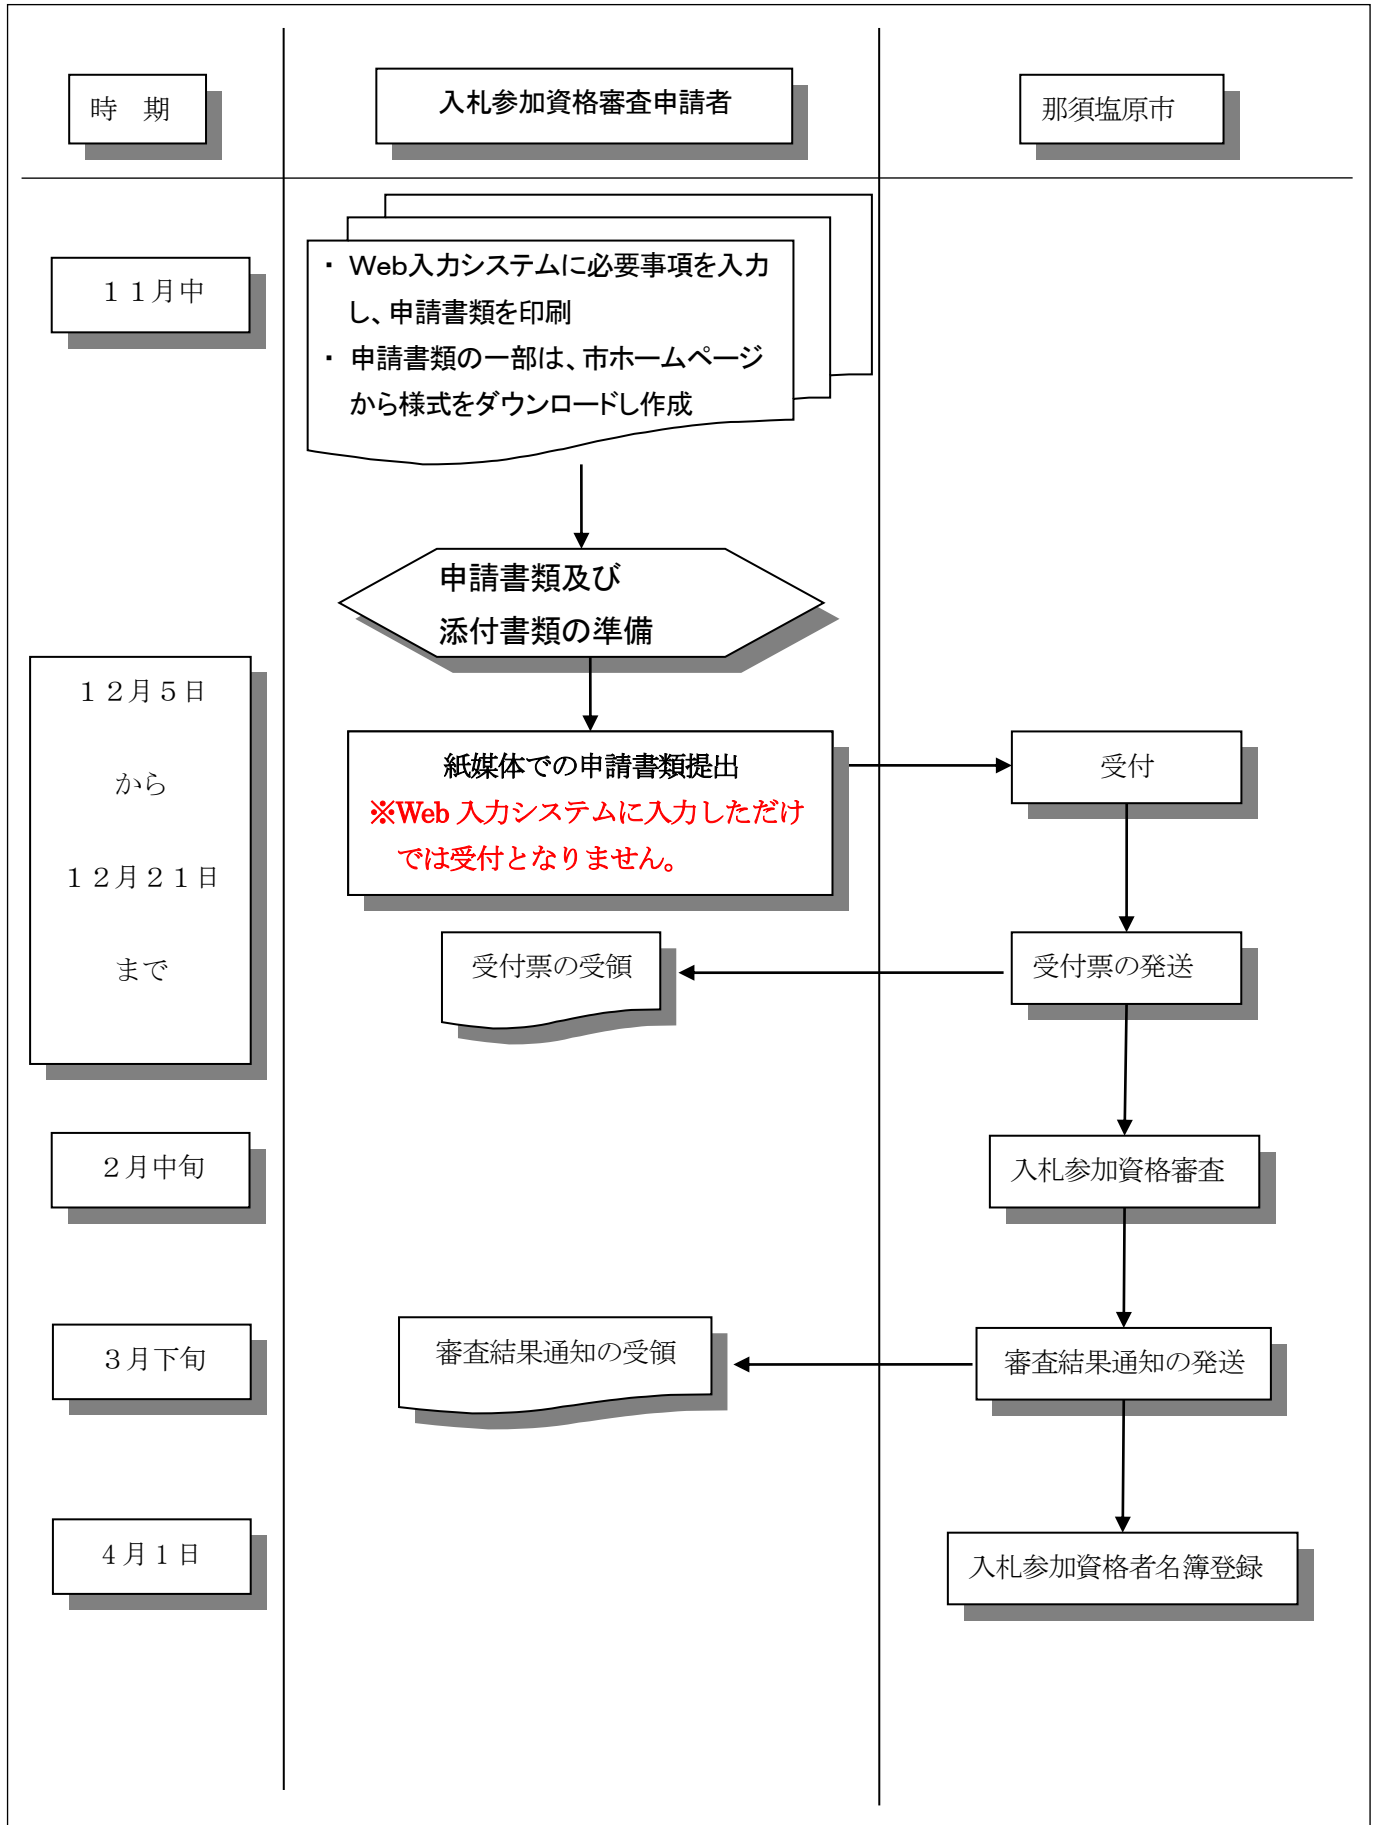 時　期
入札参加資格審査申請者
那須塩原市
１１月中
・ Web入力システムに必要事項を入力
し、申請書類を印刷
・ 申請書類の一部は、市ホームページ
から様式をダウンロードし作成
申請書類及び
添付書類の準備
１２月５日
から
１２月２１日
まで
紙媒体での申請書類提出
※Web 入力システムに入力しただけ
では受付となりません。
受付
受付票の受領
受付票の発送
２月中旬
入札参加資格審査
３月下旬
審査結果通知の受領
審査結果通知の発送
４月１日
入札参加資格者名簿登録